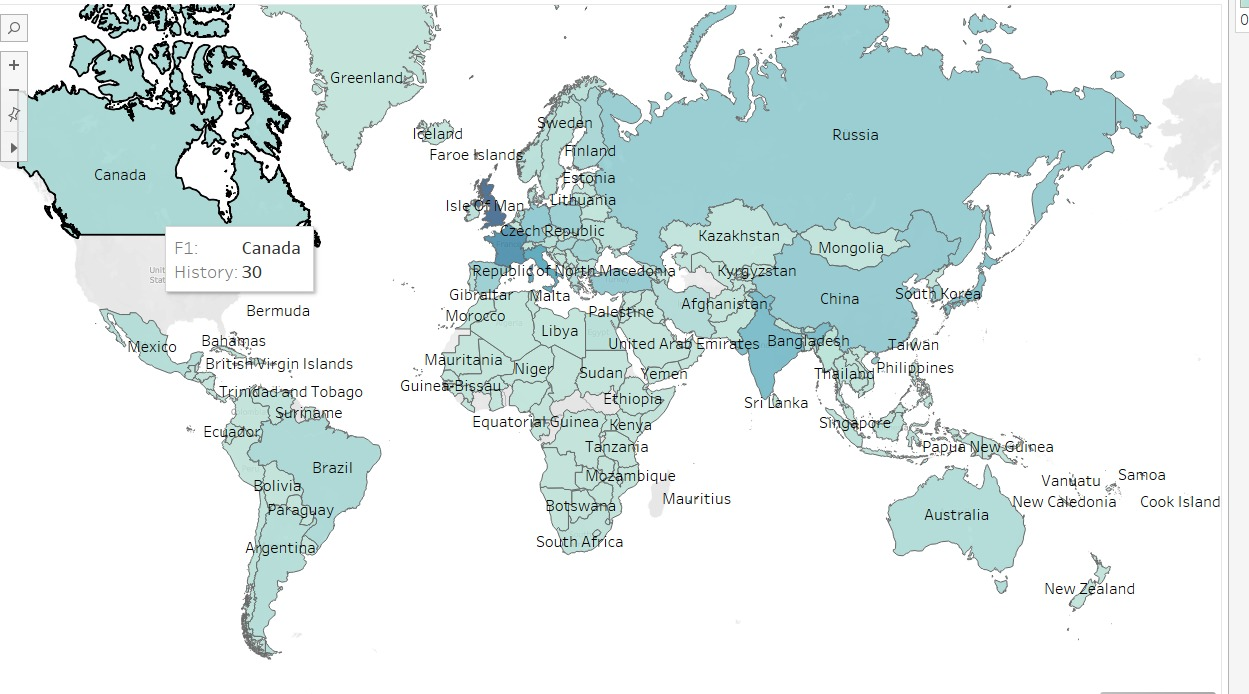 0
Greenland
Sweden
Iceland
Russia
Faroe Islands
Finland
Canada
Estonia
Lithuania
Isle Of Man
Czech Republic
Kazakhstan
Mongolia
F1: Canada
History: 30
Republic of North Macedonia
Kyrgyzstan
Gibraltar
Malta
Afghanistan
China
South Korea
Bermuda
Morocco
Palestine
Libya
Mexico
Bahamas
United Arab Emirates
Bangladesh
Taiwan
British Virgin Islands
Mauritania
Niger
Sudan
Yemen
Thailand
Philippines
Guinea-Bissau
Trinidad and Tobago
Ethiopia
Sri Lanka
Suriname
Equatorial Guinea
Kenya
Singapore
Ecuador
Tanzania
Papua New Guinea
Brazil
Mozambique
Vanuatu
Samoa
Bolivia
Mauritius
New Caledonia
Cook Island
Paraguay
Botswana
Australia
Argentina
South Africa
New Zealand